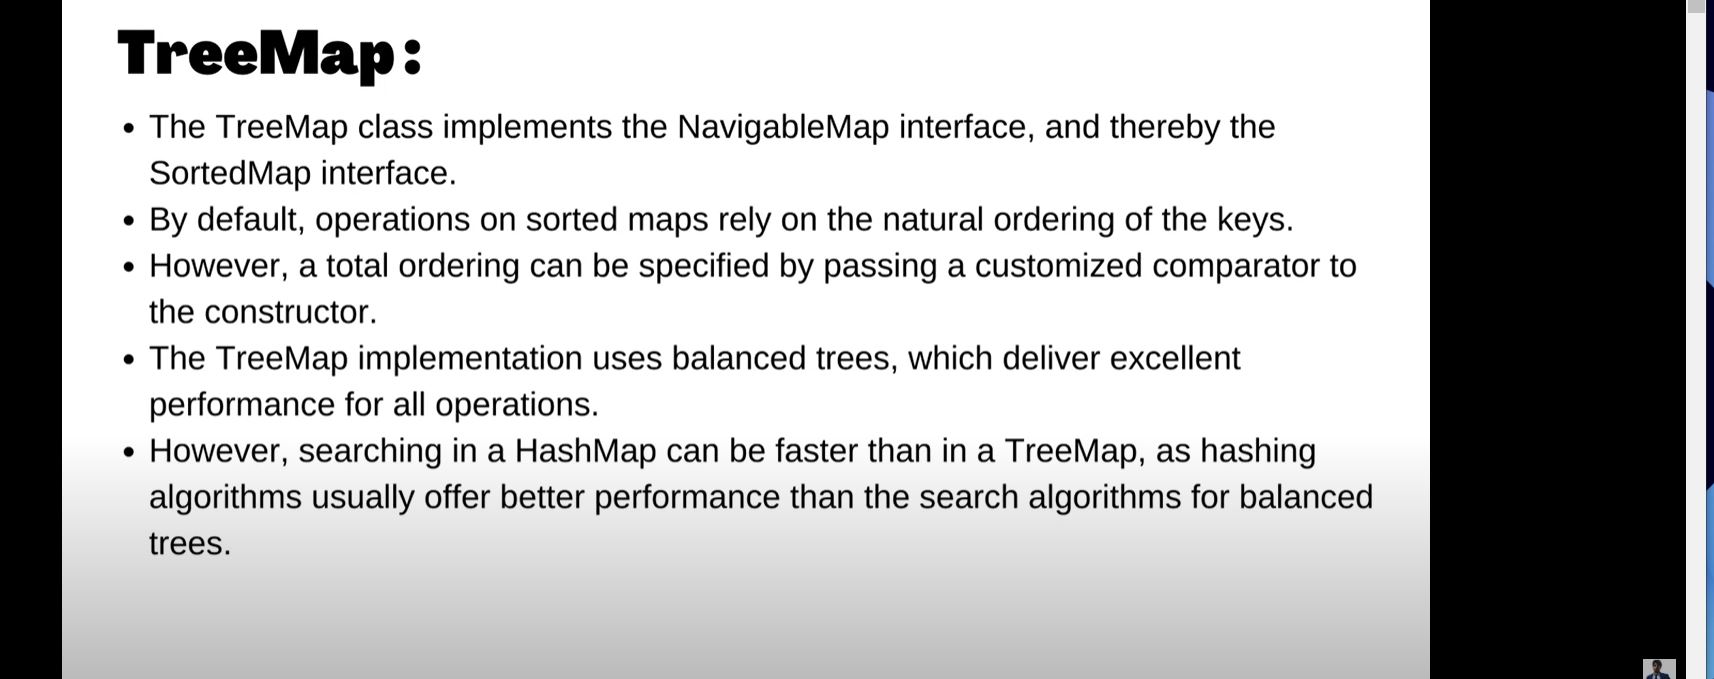 TreeMap:
• The TreeMap class implements the NavigableMap interface, and thereby the
SortedMap interface.
• By default, operations on sorted maps rely on the natural ordering of the keys.
• However, a total ordering can be specified by passing a customized comparator to
the constructor.
• The TreeMap implementation uses balanced trees, which deliver excellent
performance for all operations.
• However, searching in a HashMap can be faster than in a TreeMap, as hashing
algorithms usually offer better performance than the search algorithms for balanced
trees.